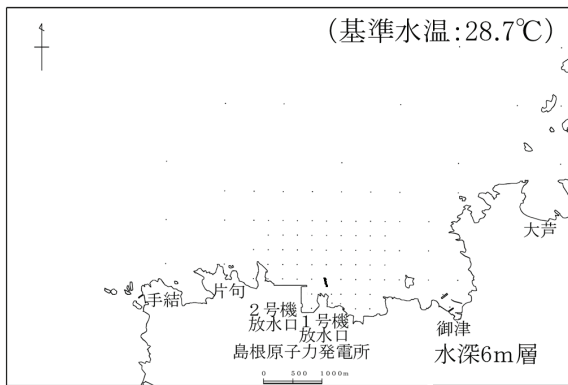 (基準水温:28.7℃)
大芦
手結
片句
2号機
放水口
1号機
放水口
御津
島根原子力発電所
水深6m層
0 500 1000m